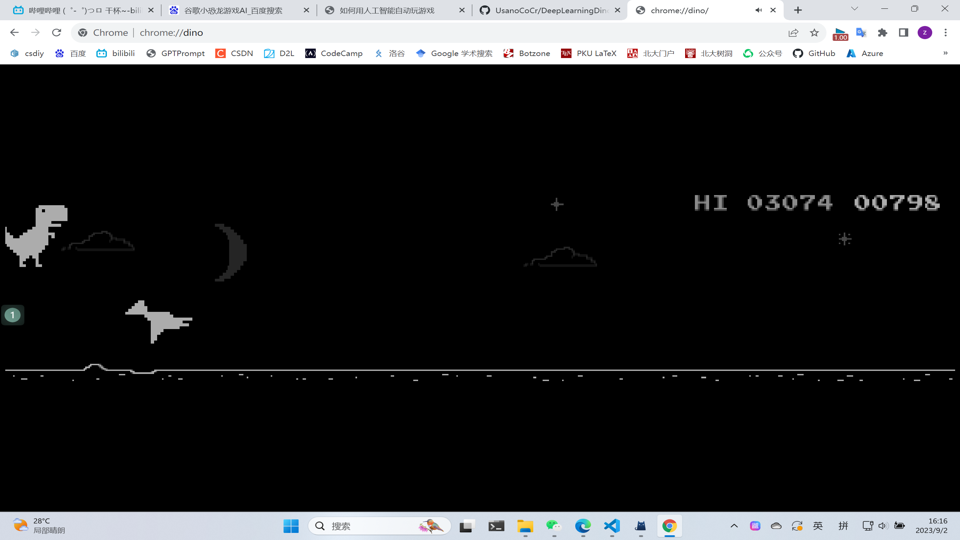 哔哩哔哩 (゜-゜)つロ 干杯~-bili
谷歌小恐龙游戏AI_百度搜索
如何用人工智能自动玩游戏
UsanoCoCr/DeepLearningDin
chrome://dino/
Chrome | chrome://dino
1.00
z
csdiy
百度
bilibili
GPTPrompt
CSDN
D2L
CodeCamp
洛谷
Google 学术搜索
Botzone
PKU LaTeX
北大门户
北大树洞
公众号
GitHub
Azure
»
HI 03074 00798
1
28°C
局部晴朗
搜索
英
拼
16:16
2023/9/2